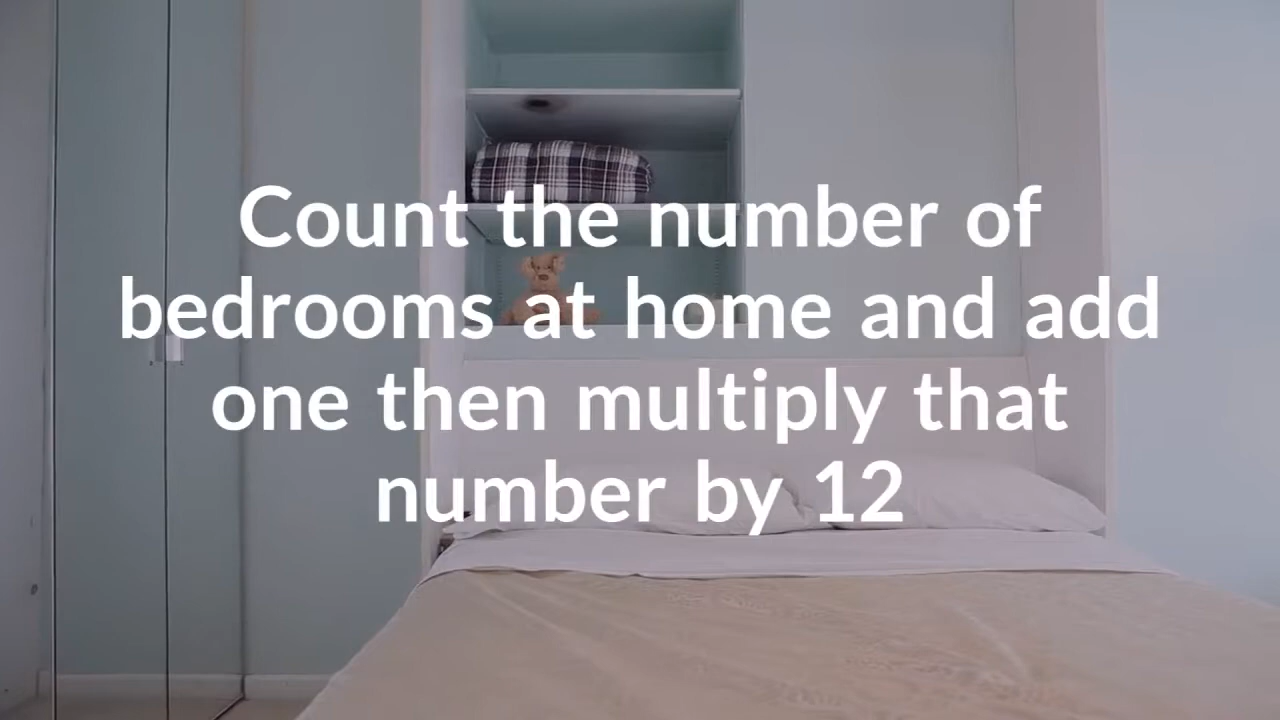 Count the number of
bedrooms at home and add
one then multiply that
number by 12